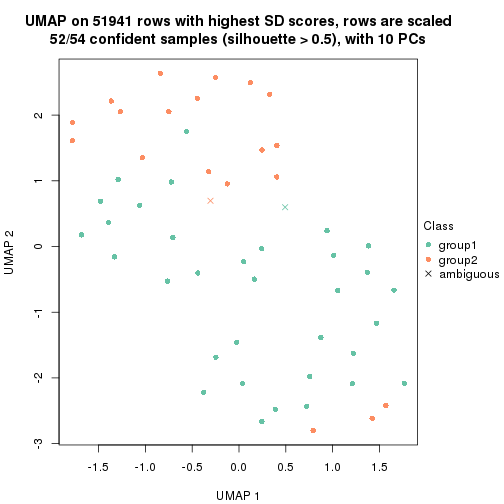 UMAP on 51941 rows with highest SD scores, rows are scaled
52/54 confident samples (silhouette > 0.5), with 10 PCs
UMAP 2
2
1
0
-1
-2
-3
-1.5
-1.0
-0.5
0.0
0.5
1.0
1.5
UMAP 1
Class
group1
group2
ambiguous